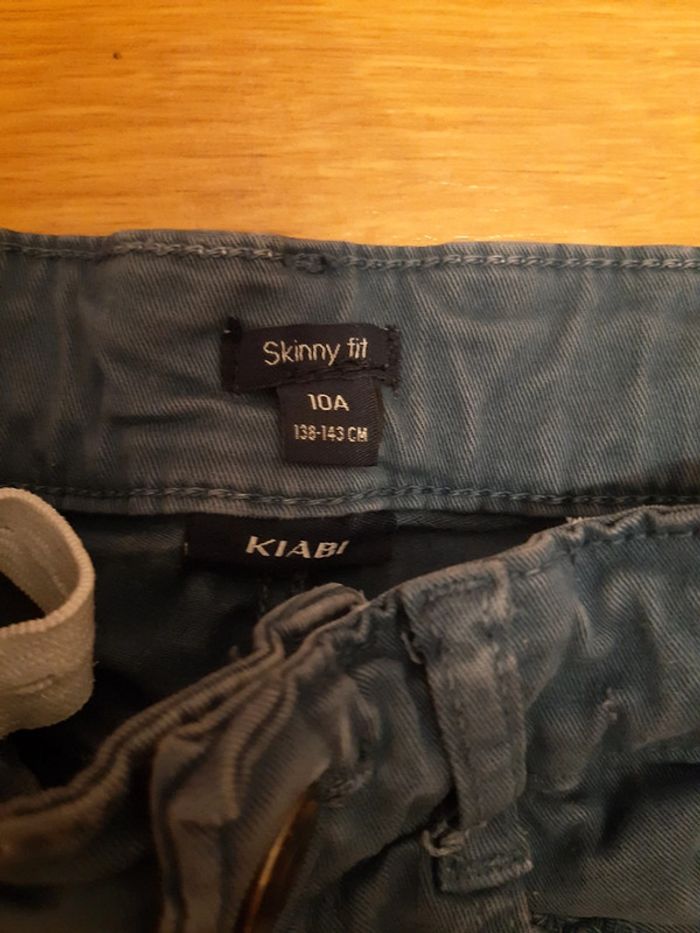 Skinny fit
10A
138-143 CM
KIABI